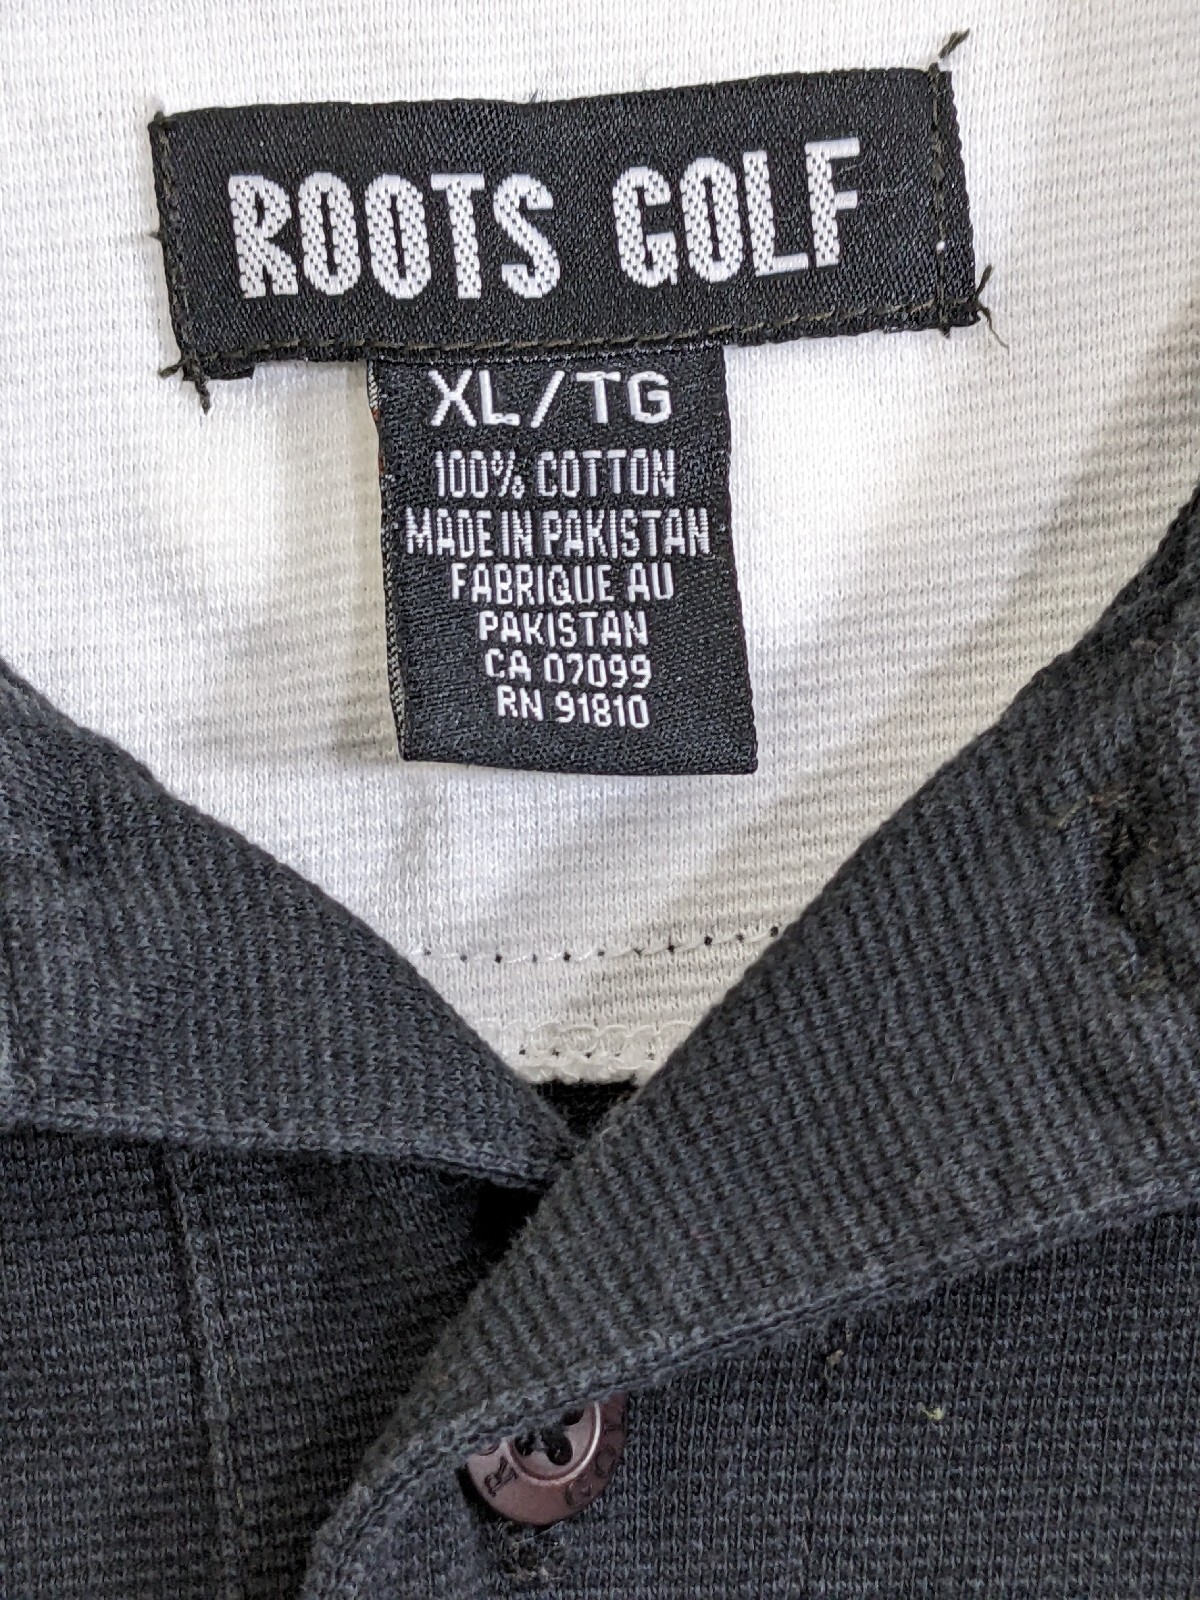 ROOTS GOLF
XL/TG
100% COTTON
MADE IN PAKISTAN
FABRIQUE AU
PAKISTAN
CA 07099
RN 91810